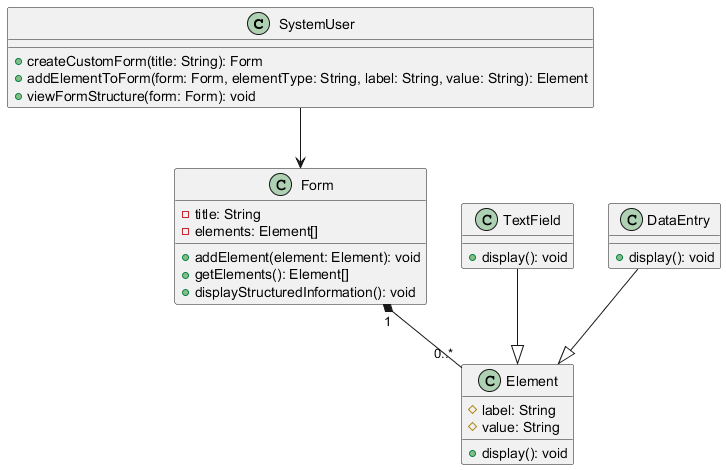 C SystemUser
createCustomForm(title: String): Form
addElementToForm(form: Form, elementType: String, label: String, value: String): Element
viewFormStructure(form: Form): void
C Form
title: String
elements: Element[]
addElement(element: Element): void
getElements(): Element[]
displayStructuredInformation(): void
C TextField
display(): void
C DataEntry
display(): void
1
0..*
C Element
label: String
value: String
display(): void